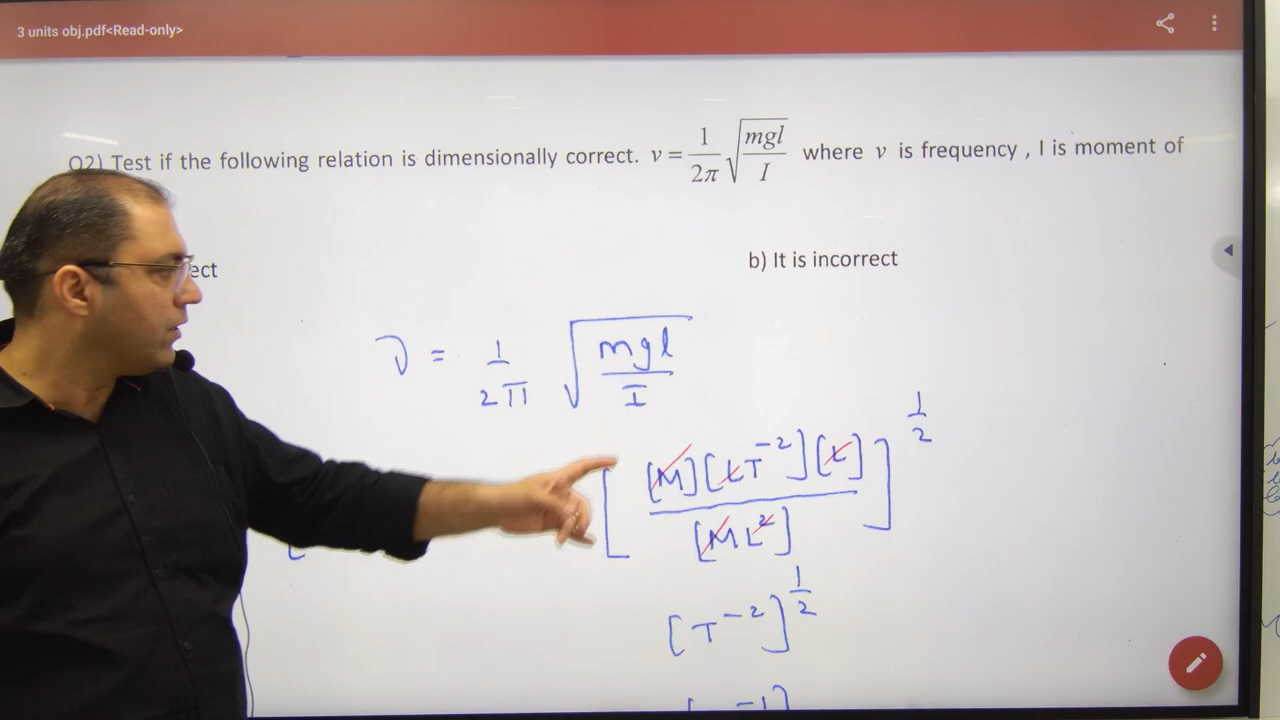 3 units obj.pdf<Read-only>
Q2) Test if the following relation is dimensionally correct. ν = 1/2π √(mgl/I) where ν is frequency , I is moment of
ect
b) It is incorrect
ν = 1/2π √(mgl/I)
[ [M][LT⁻²][L] / [ML²] ]^1/2
[T⁻²]^1/2
⁻¹]